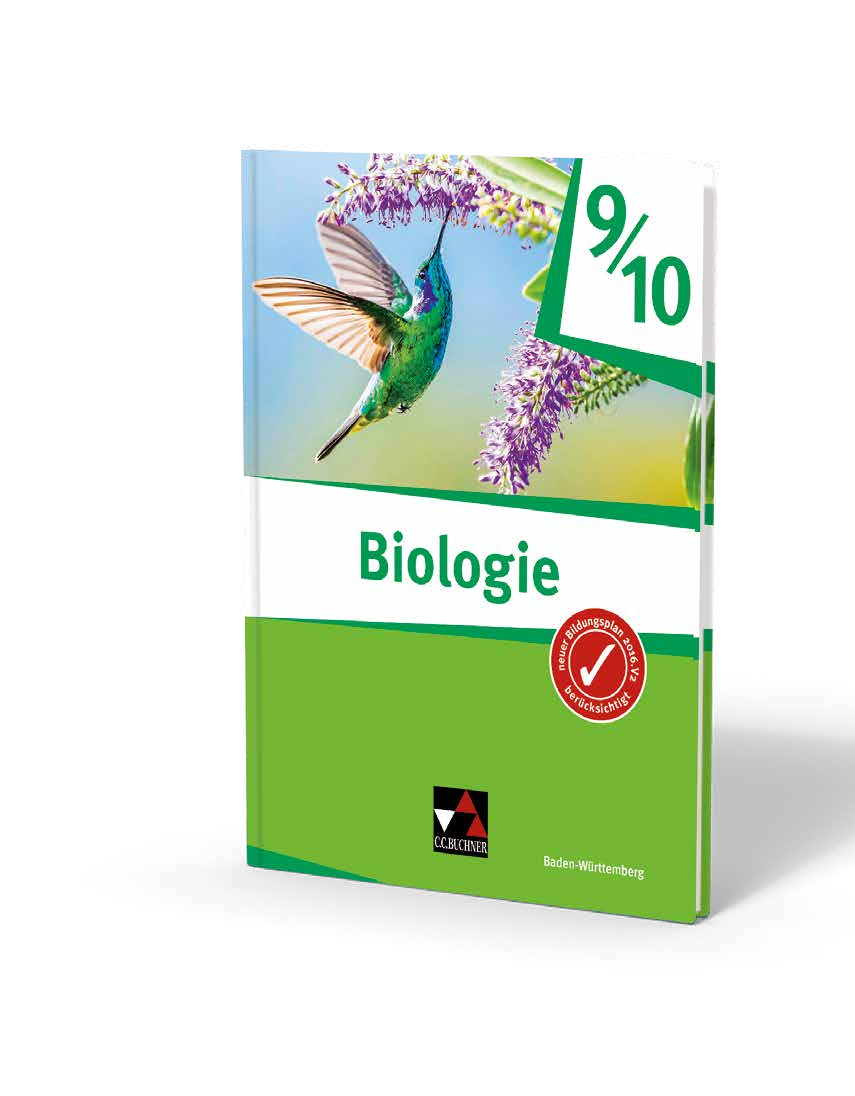 9/10
Biologie
neuer Bildungsplan 2016.V2
berücksichtigt
C.C.BUCHNER
Baden-Württemberg